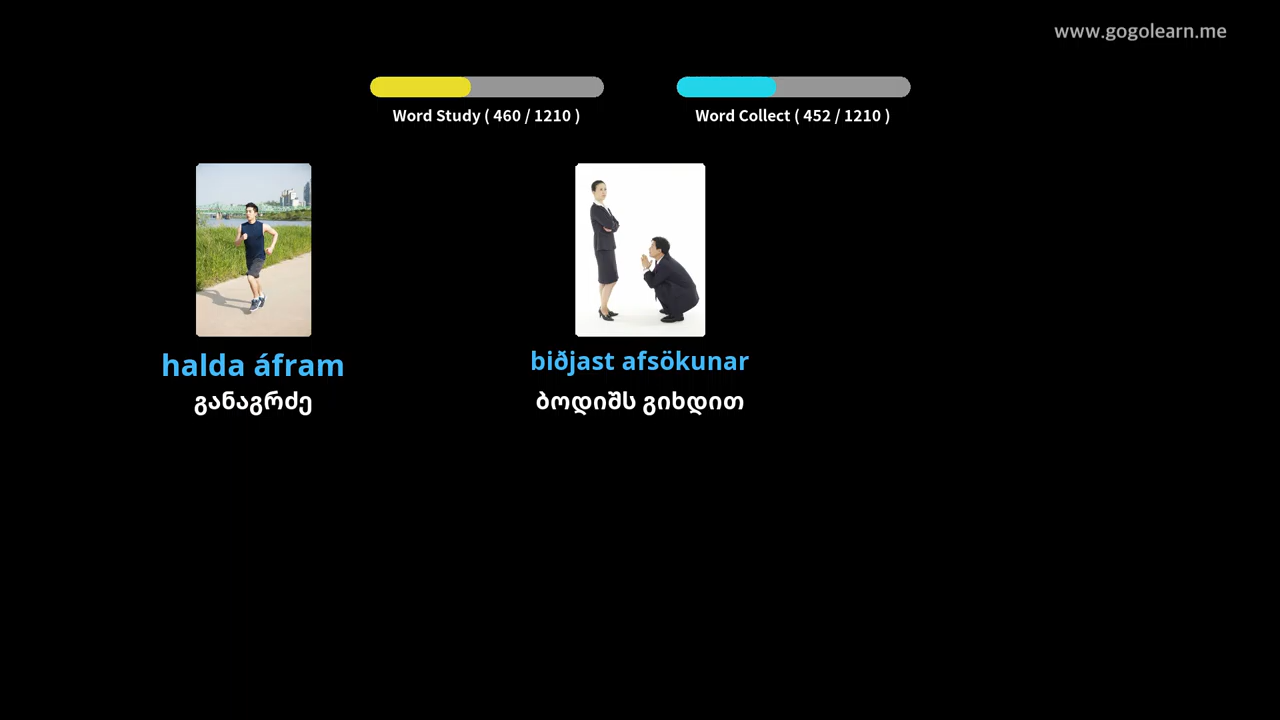 www.gogolearn.me
Word Study ( 460 / 1210 )
Word Collect ( 452 / 1210 )
halda áfram
განაგრძე
biðjast afsökunar
ბოდიშს გიხდით